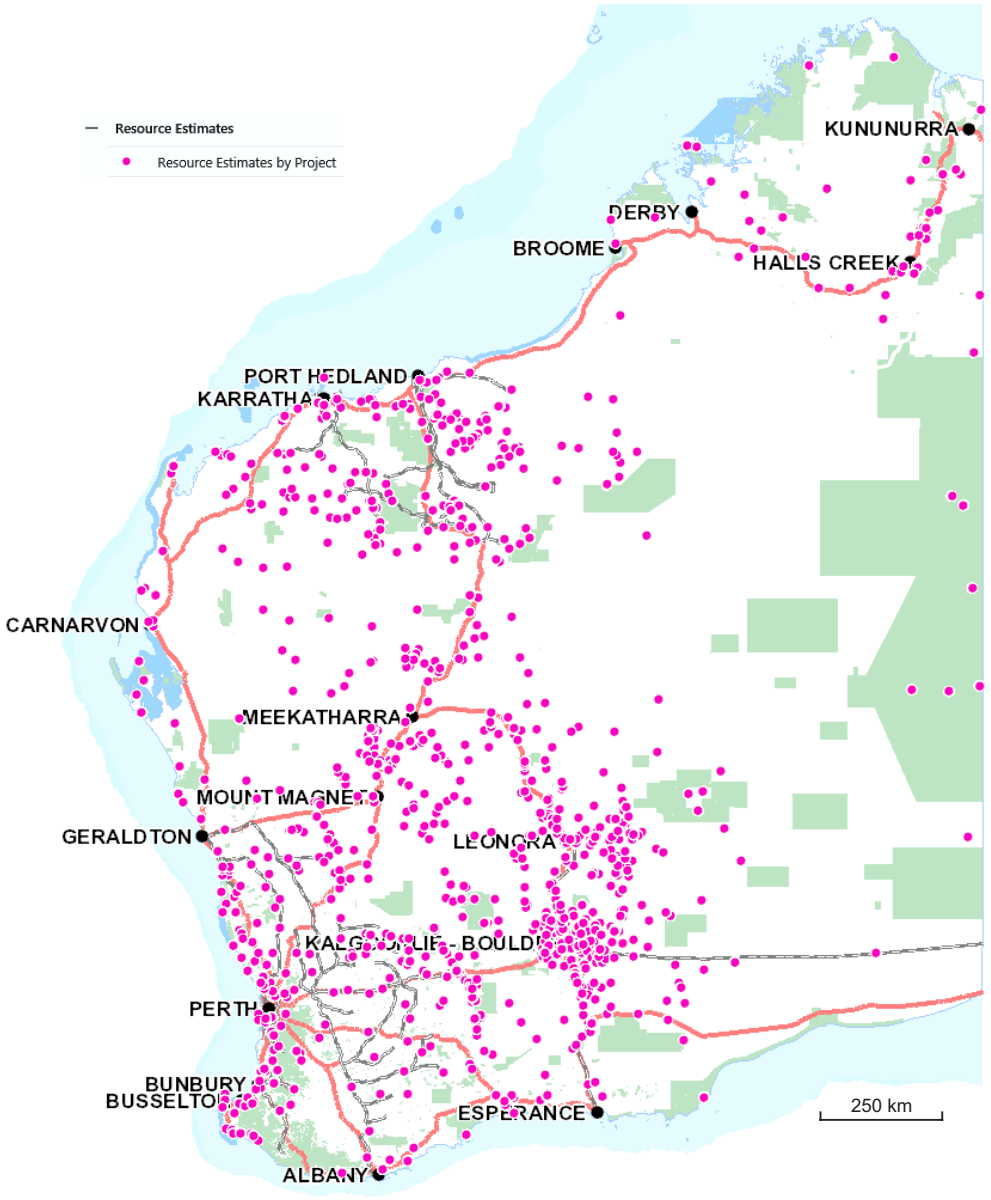 Resource Estimates
Resource Estimates by Project
KUNUNURRA
DERBY
BROOME
HALLS CREEK
PORT HEDLAND
KARRATHA
CARNARVON
MEEKATHARRA
MOUNT MAGNET
GERALDTON
LEONORA
KALGOORLIE - BOULDER
PERTH
BUNBURY
BUSSELTON
250 km
ESPERANCE
ALBANY